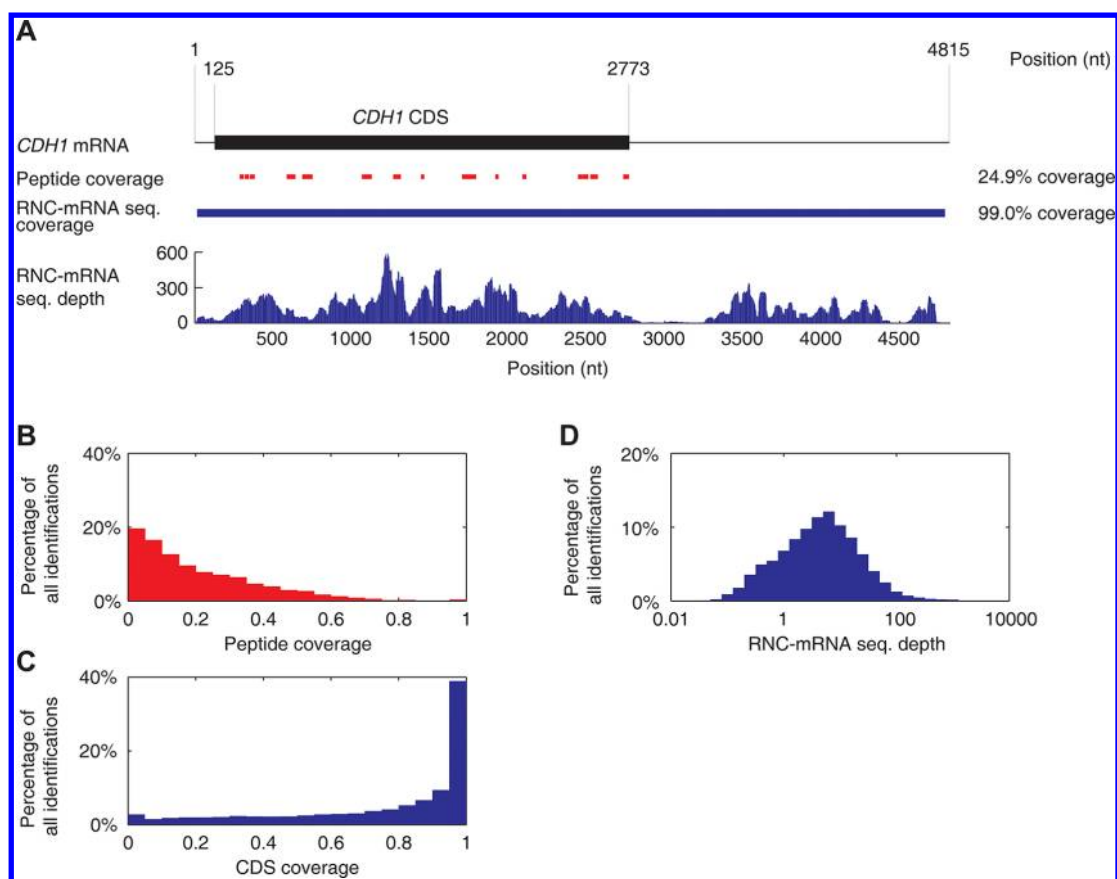 A
1
125
2773
4815
Position (nt)
CDH1 CDS
CDH1 mRNA
Peptide coverage
24.9% coverage
RNC-mRNA seq.
coverage
99.0% coverage
RNC-mRNA
seq. depth
600
300
0
500 1000 1500 2000 2500 3000 3500 4000 4500
Position (nt)
B
Percentage of
all identifications
40%
20%
0%
0 0.2 0.4 0.6 0.8 1
Peptide coverage
D
Percentage of
all identifications
20%
10%
0%
0.01 1 100 10000
RNC-mRNA seq. depth
C
Percentage of
all identifications
40%
20%
0%
0 0.2 0.4 0.6 0.8 1
CDS coverage